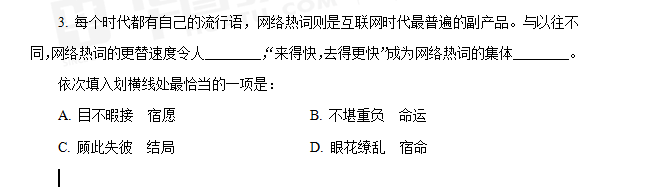 3. 每个时代都有自己的流行语，网络热词则是互联网时代最普遍的副产品。与以往不
同，网络热词的更替速度令人________，“来得快，去得更快”成为网络热词的集体________。
依次填入划横线处最恰当的一项是：
A. 目不暇接 宿愿 B. 不堪重负 命运
C. 顾此失彼 结局 D. 眼花缭乱 宿命